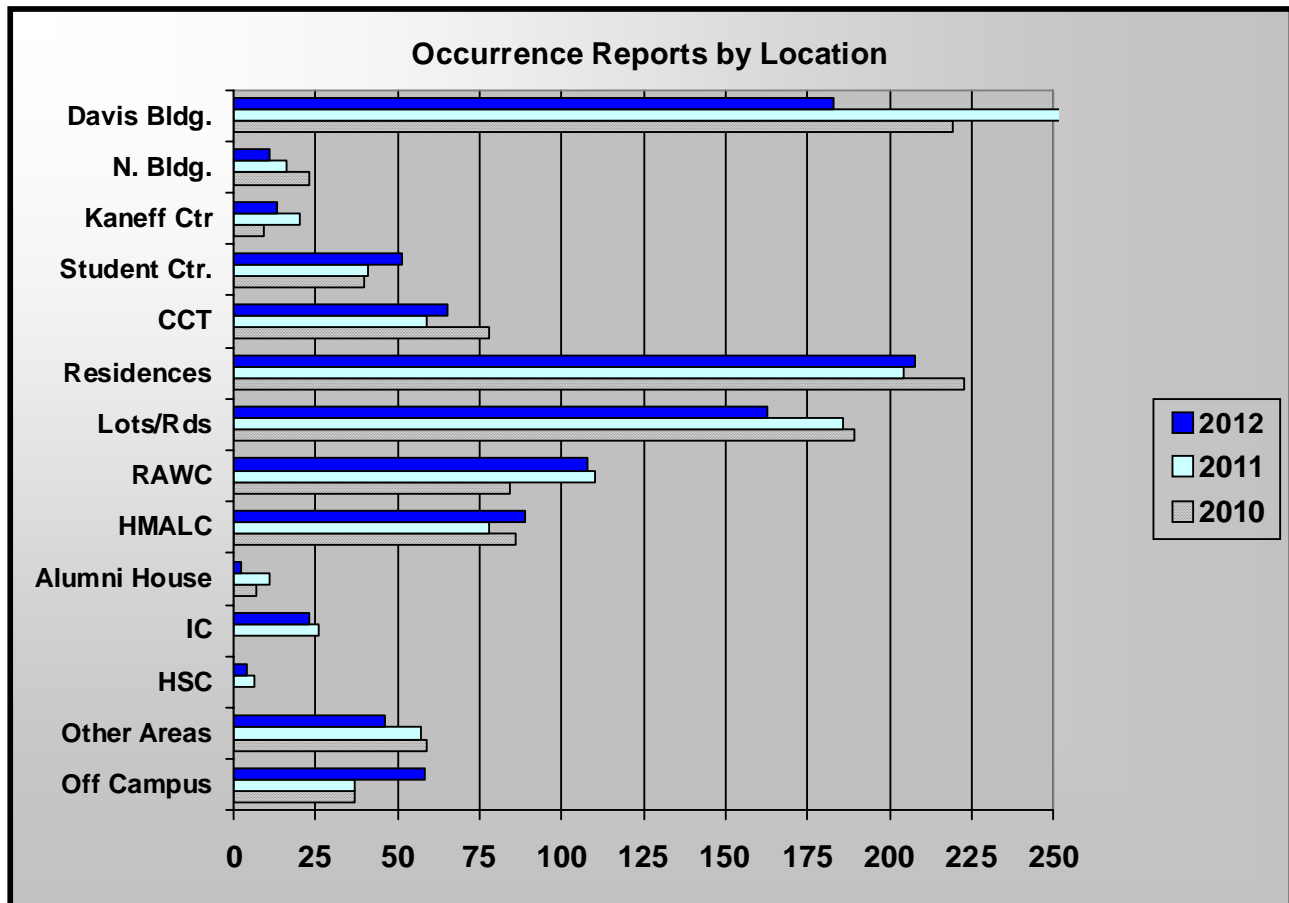 Occurrence Reports by Location
Davis Bldg.
N. Bldg.
Kaneff Ctr
Student Ctr.
CCT
Residences
Lots/Rds
RAWC
HMALC
Alumni House
IC
HSC
Other Areas
Off Campus
0 25 50 75 100 125 150 175 200 225 250
2012
2011
2010